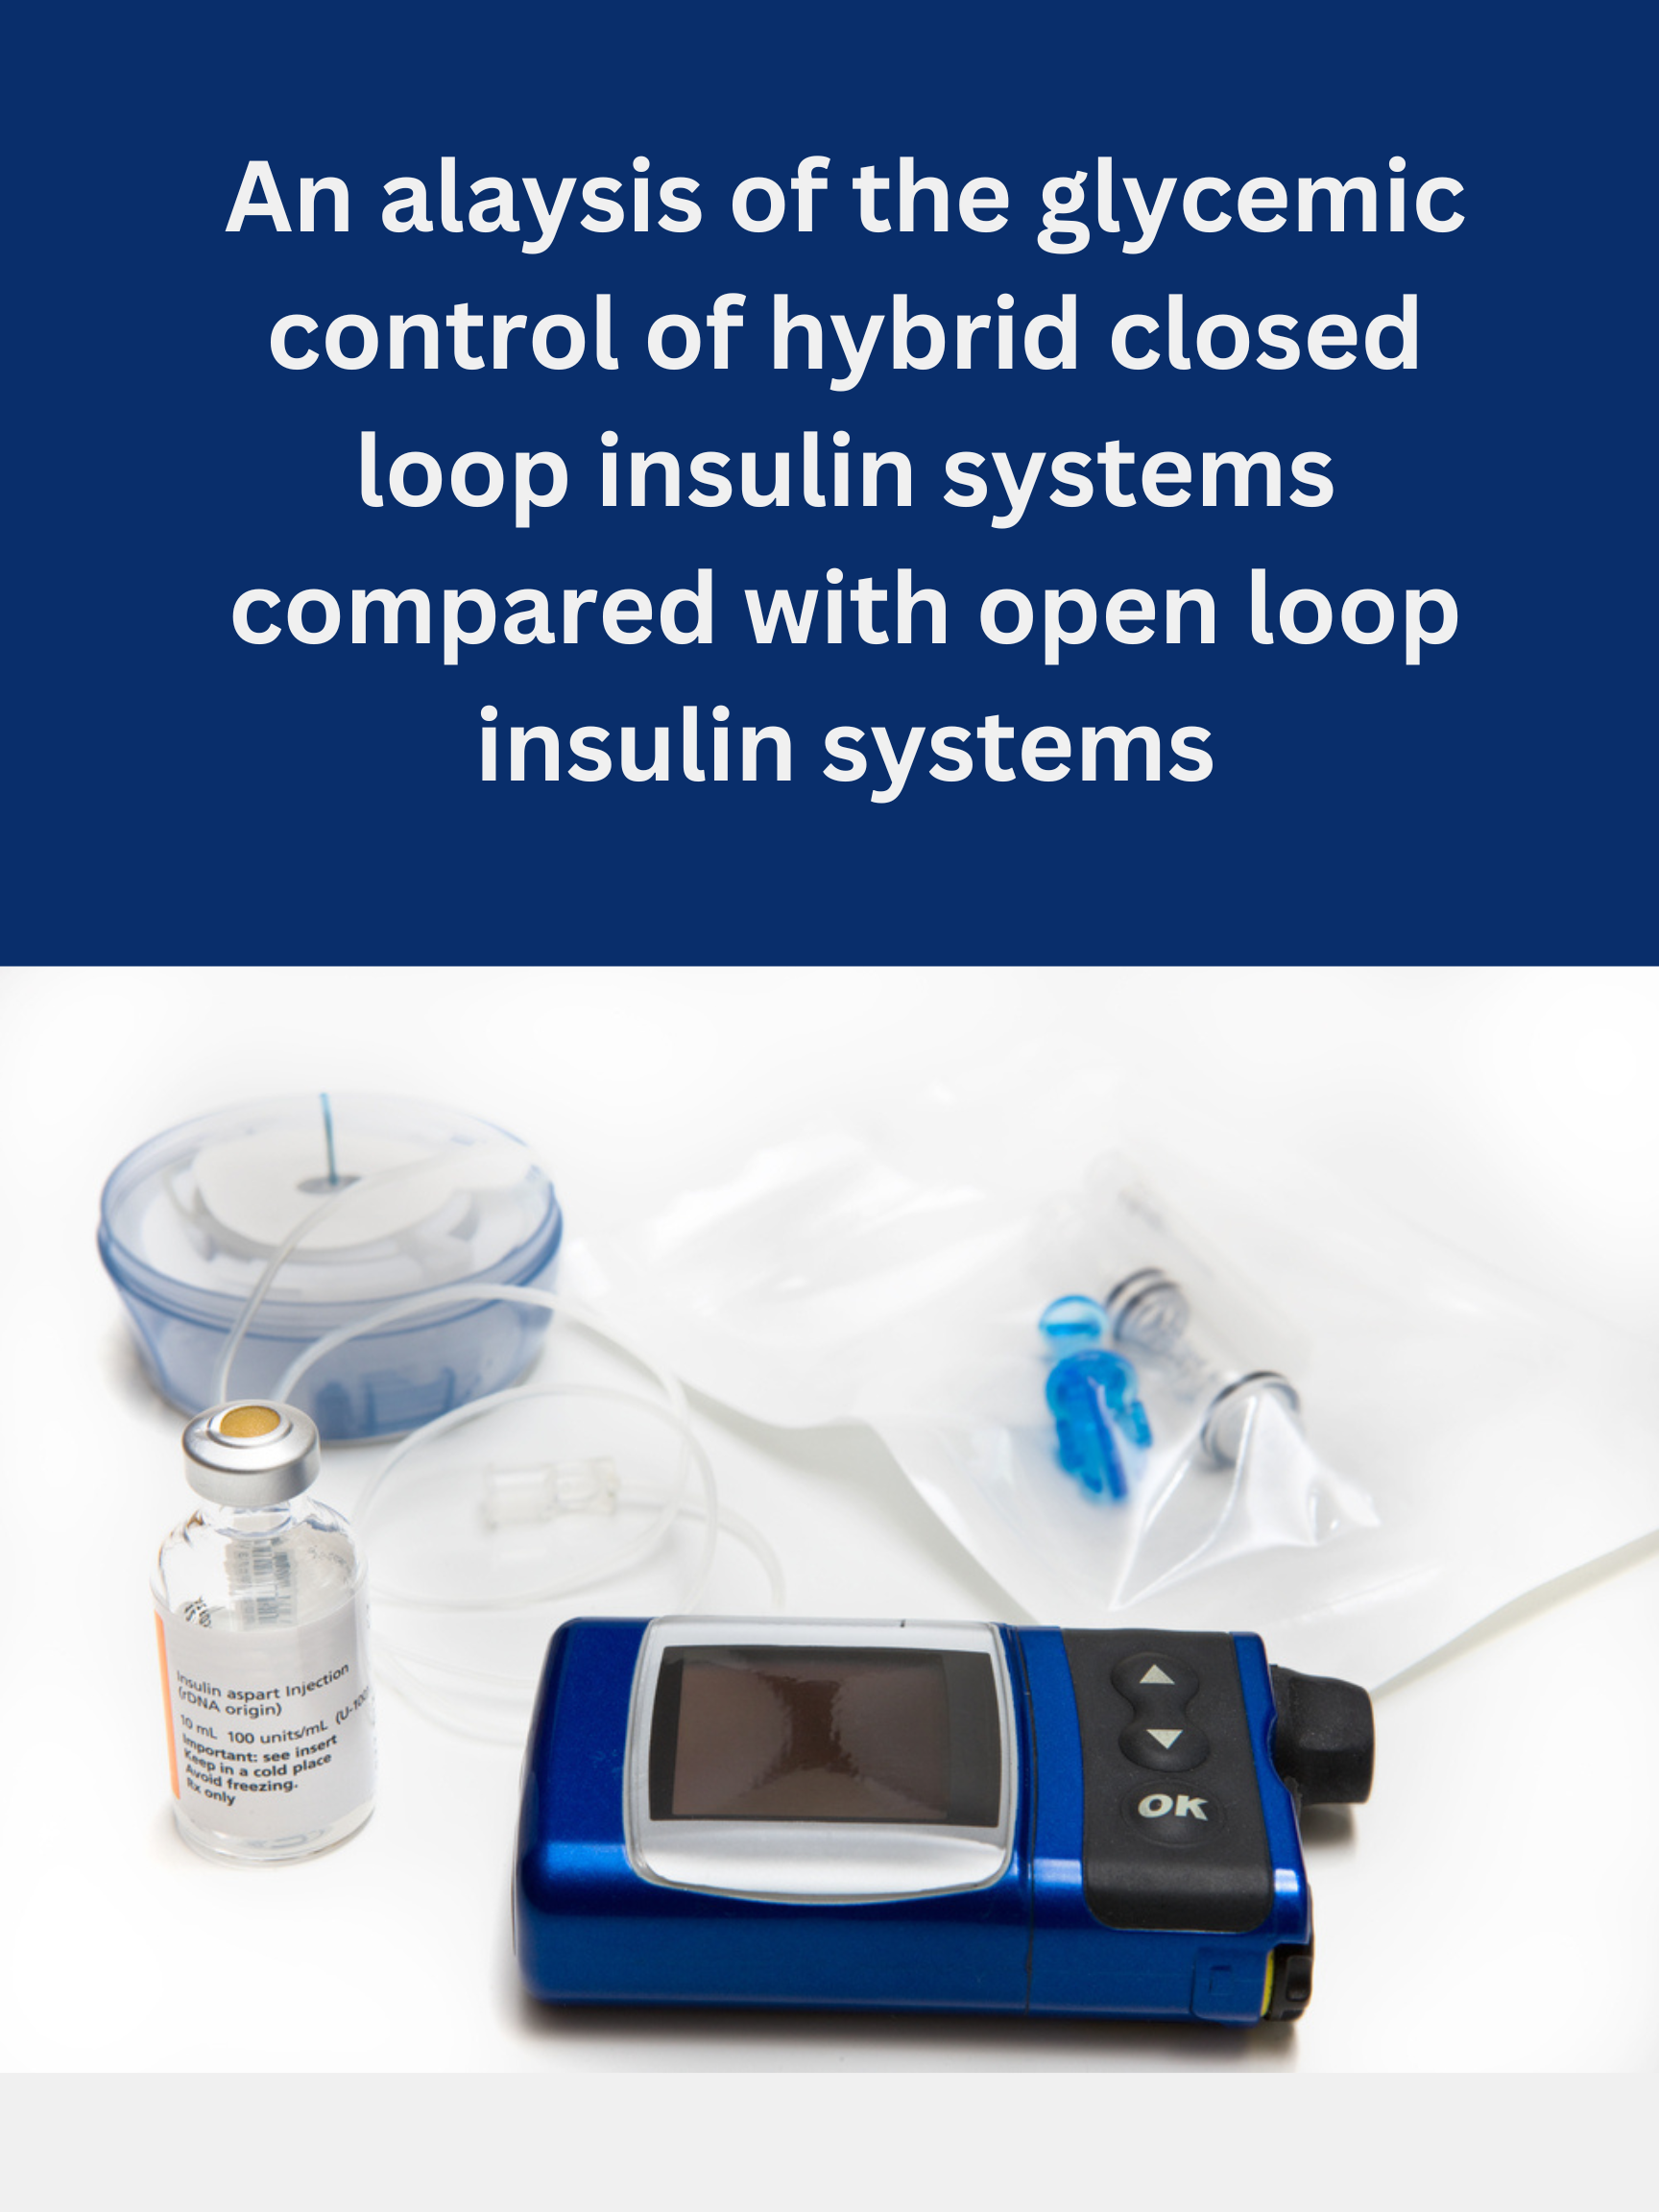 An alaysis of the glycemic
control of hybrid closed
loop insulin systems
compared with open loop
insulin systems
Insulin aspart Injection
(rDNA origin)
10 mL 100 units/mL (U-100)
Important: see insert
Keep in a cold place
Avoid freezing.
Rx only
OK